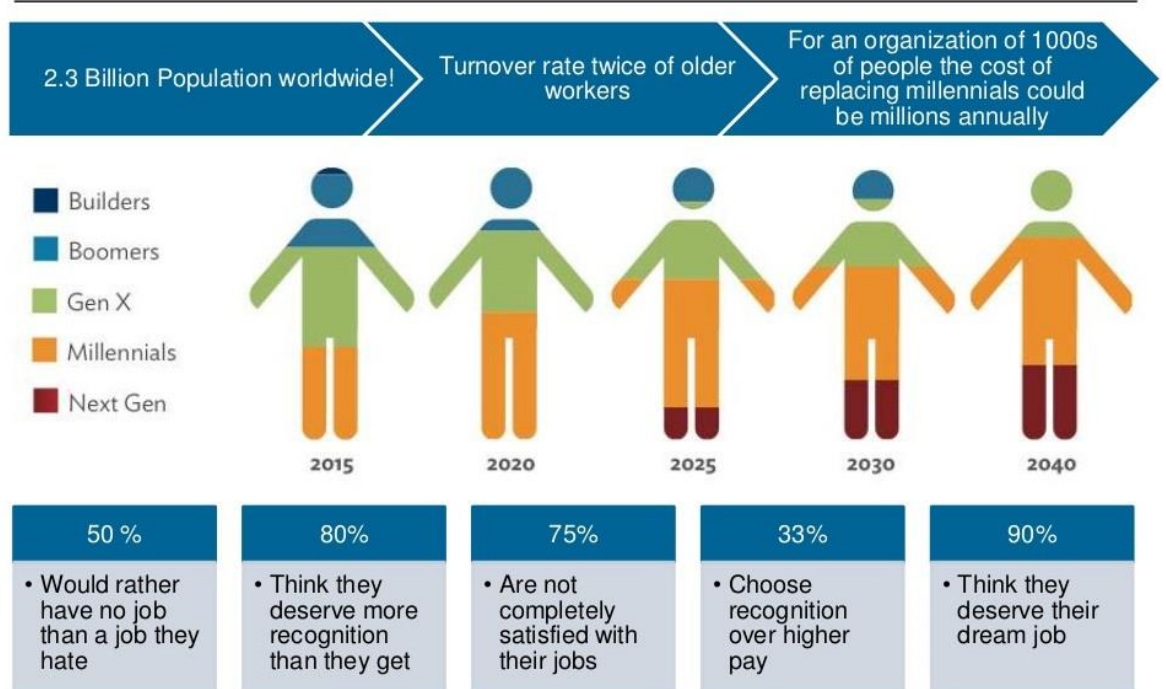 2.3 Billion Population worldwide!
Turnover rate twice of older
workers
For an organization of 1000s
of people the cost of
replacing millennials could
be millions annually
Builders
Boomers
Gen X
Millennials
Next Gen
2015
2020
2025
2030
2040
50 %
• Would rather
have no job
than a job they
hate
80%
• Think they
deserve more
recognition
than they get
75%
• Are not
completely
satisfied with
their jobs
33%
• Choose
recognition
over higher
pay
90%
• Think they
deserve their
dream job